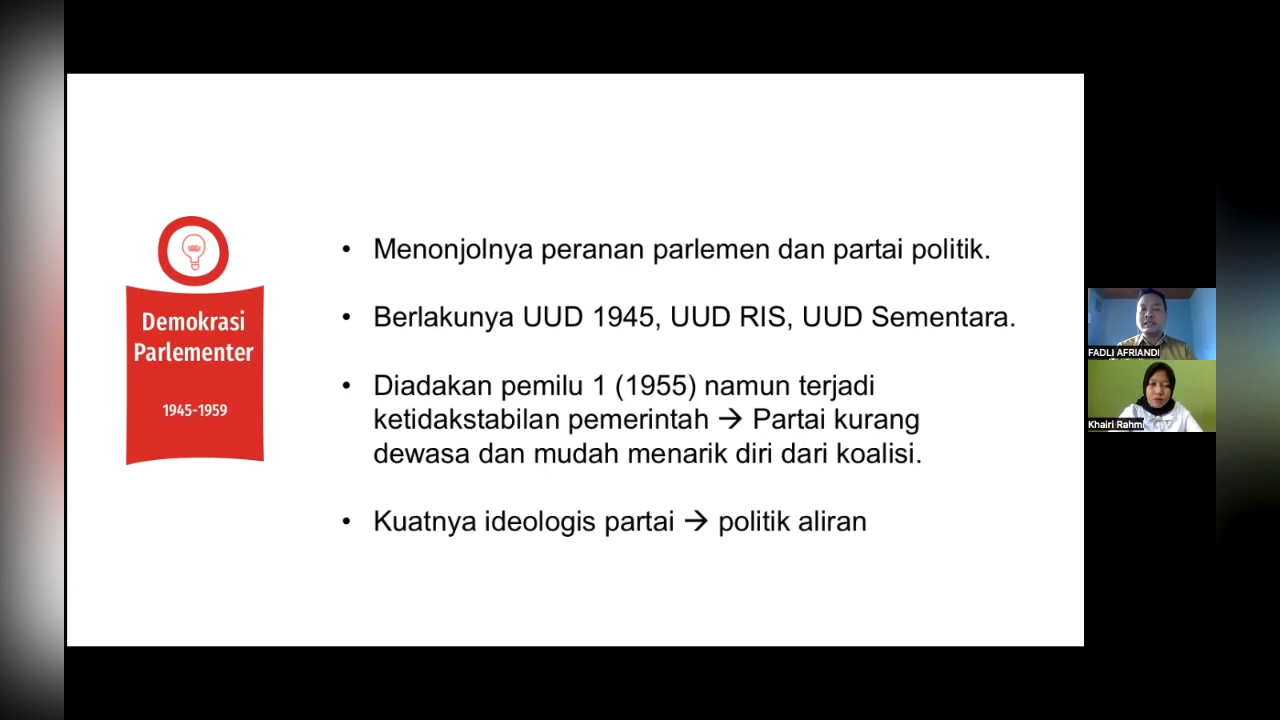 Demokrasi
Parlementer
1945-1959
• Menonjolnya peranan parlemen dan partai politik.
• Berlakunya UUD 1945, UUD RIS, UUD Sementara.
• Diadakan pemilu 1 (1955) namun terjadi
ketidakstabilan pemerintah → Partai kurang
dewasa dan mudah menarik diri dari koalisi.
• Kuatnya ideologis partai → politik aliran
FADLI AFRIANDI
Khairi Rahm